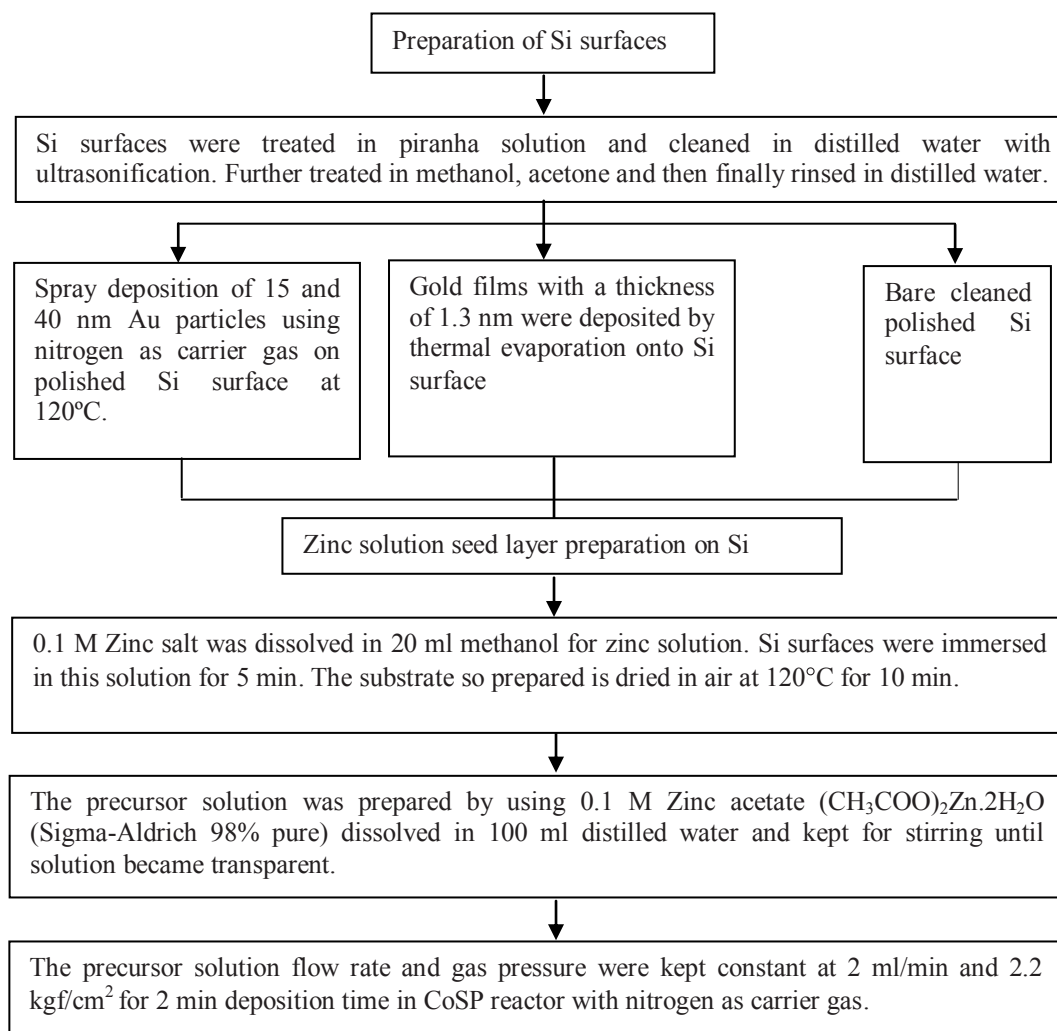 Preparation of Si surfaces
Si surfaces were treated in piranha solution and cleaned in distilled water with
ultrasonification. Further treated in methanol, acetone and then finally rinsed in distilled water.
Spray deposition of 15 and
40 nm Au particles using
nitrogen as carrier gas on
polished Si surface at
120ºC.
Gold films with a thickness
of 1.3 nm were deposited by
thermal evaporation onto Si
surface
Bare cleaned
polished Si
surface
Zinc solution seed layer preparation on Si
0.1 M Zinc salt was dissolved in 20 ml methanol for zinc solution. Si surfaces were immersed
in this solution for 5 min. The substrate so prepared is dried in air at 120°C for 10 min.
The precursor solution was prepared by using 0.1 M Zinc acetate (CH₃COO)₂Zn.2H₂O
(Sigma-Aldrich 98% pure) dissolved in 100 ml distilled water and kept for stirring until
solution became transparent.
The precursor solution flow rate and gas pressure were kept constant at 2 ml/min and 2.2
kgf/cm² for 2 min deposition time in CoSP reactor with nitrogen as carrier gas.